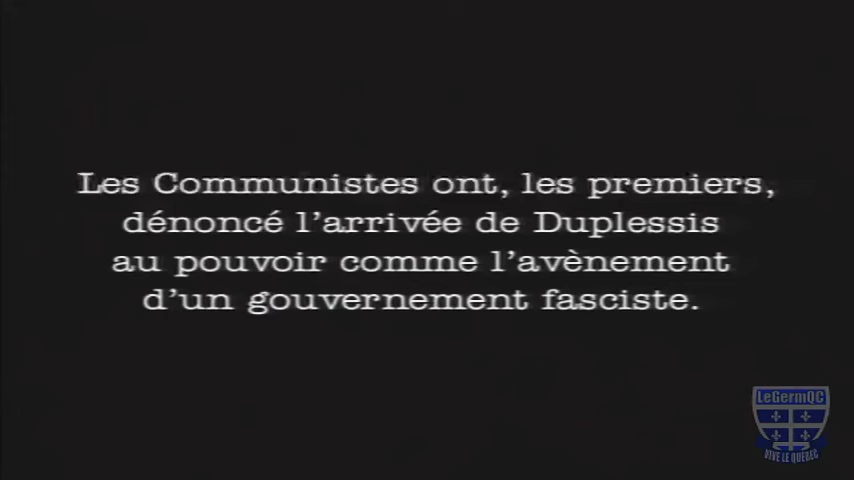 Les Communistes ont, les premiers,
dénoncé l'arrivée de Duplessis
au pouvoir comme l'avènement
d'un gouvernement fasciste.
LeGermQC
VIVE LE QUÉBEC